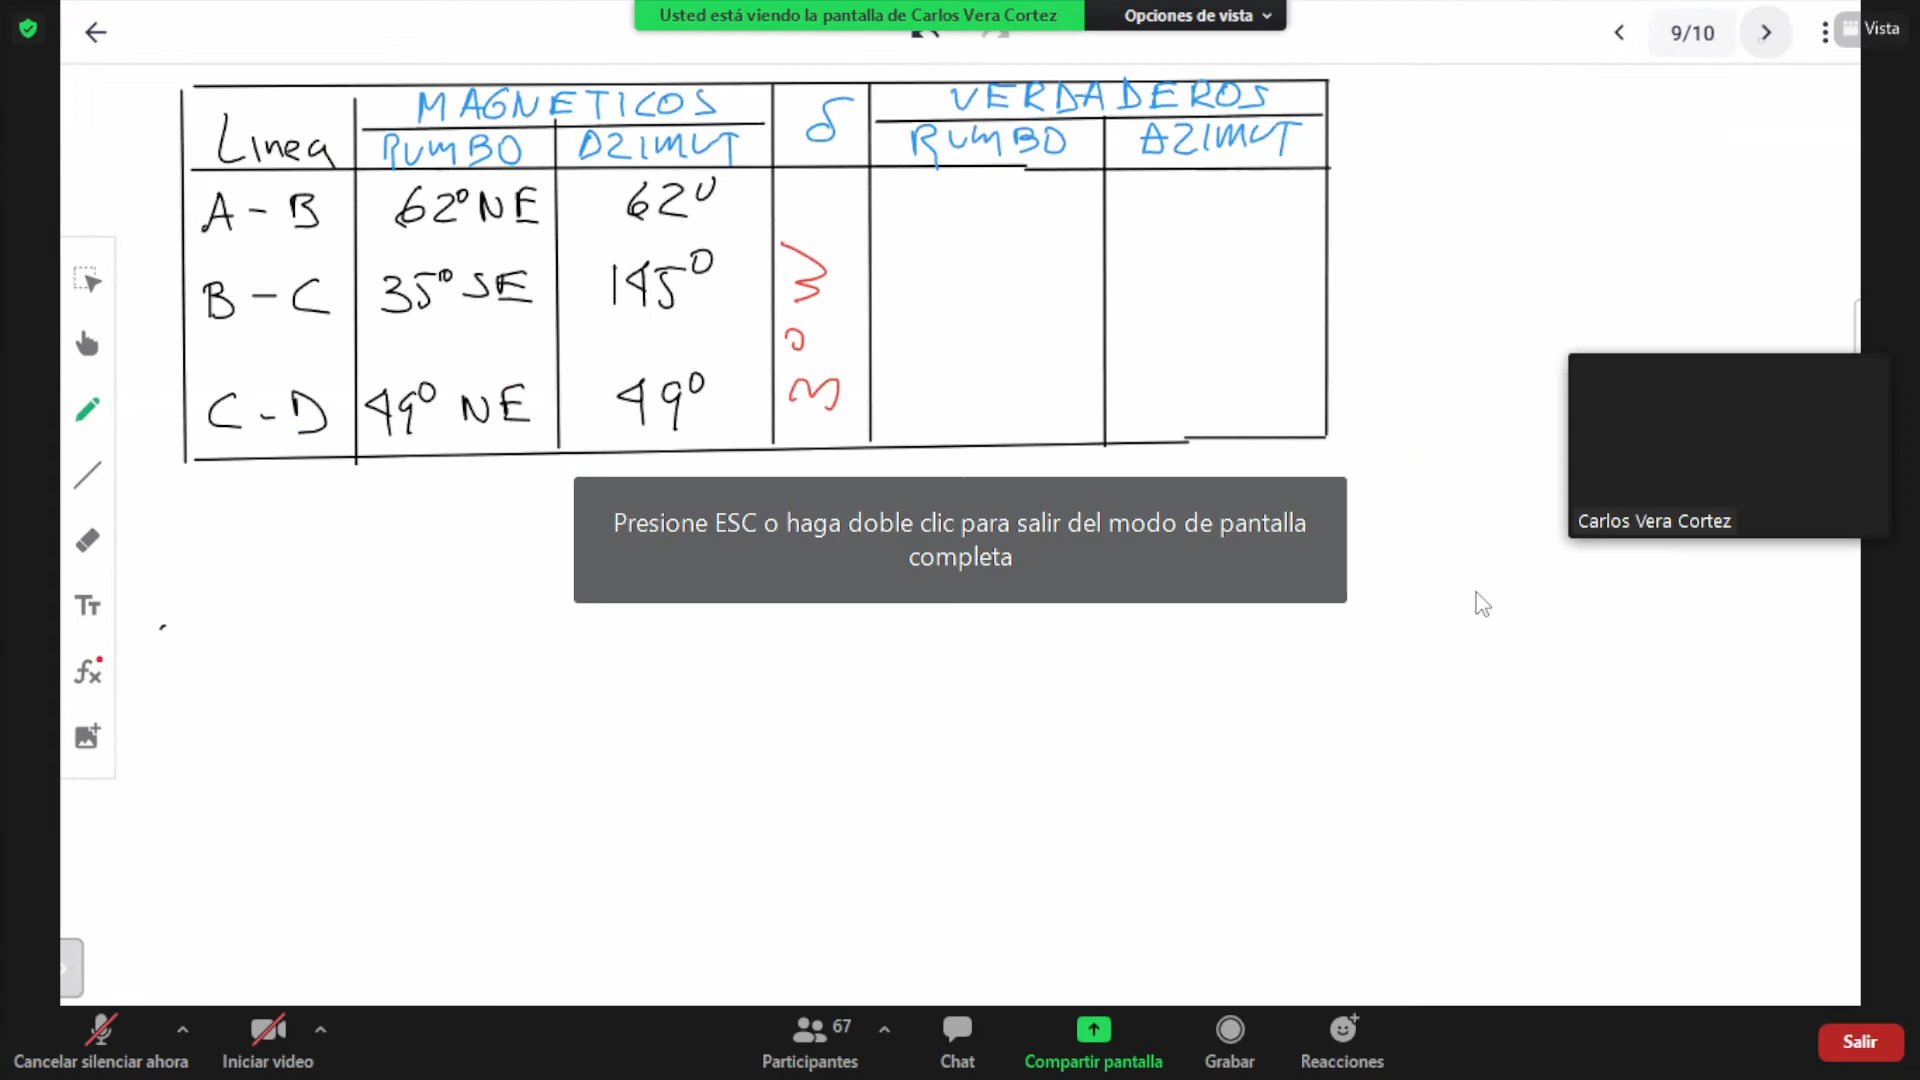 Usted está viendo la pantalla de Carlos Vera Cortez
Opciones de vista
9/10
Vista
Linea
MAGNETICOS
δ
VERDADEROS
RUMBO
AZIMUT
RUMBO
AZIMUT
A - B
62° NE
62°
B - C
35° SE
145°
C - D
49° NE
49°
3° W
Presione ESC o haga doble clic para salir del modo de pantalla
completa
Carlos Vera Cortez
Tт
fx
Cancelar silenciar ahora
Iniciar video
67
Participantes
Chat
Compartir pantalla
Grabar
Reacciones
Salir